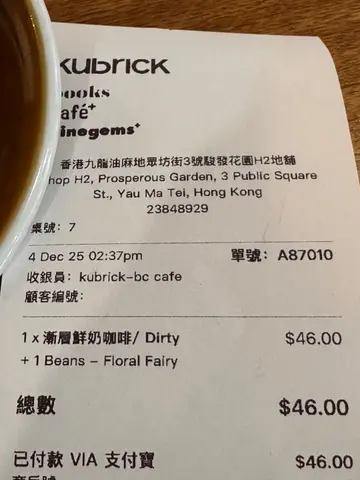 kubrick
books
café+
cinegems+
香港九龍油麻地眾坊街3號駿發花園H2地舖
hop H2, Prosperous Garden, 3 Public Square
St., Yau Ma Tei, Hong Kong
23848929
桌號: 7
4 Dec 25 02:37pm 單號: A87010
收銀員: kubrick-bc cafe
顧客編號:
1 x 漸層鮮奶咖啡/ Dirty $46.00
+ 1 Beans – Floral Fairy
總數 $46.00
已付款 VIA 支付寶 $46.00